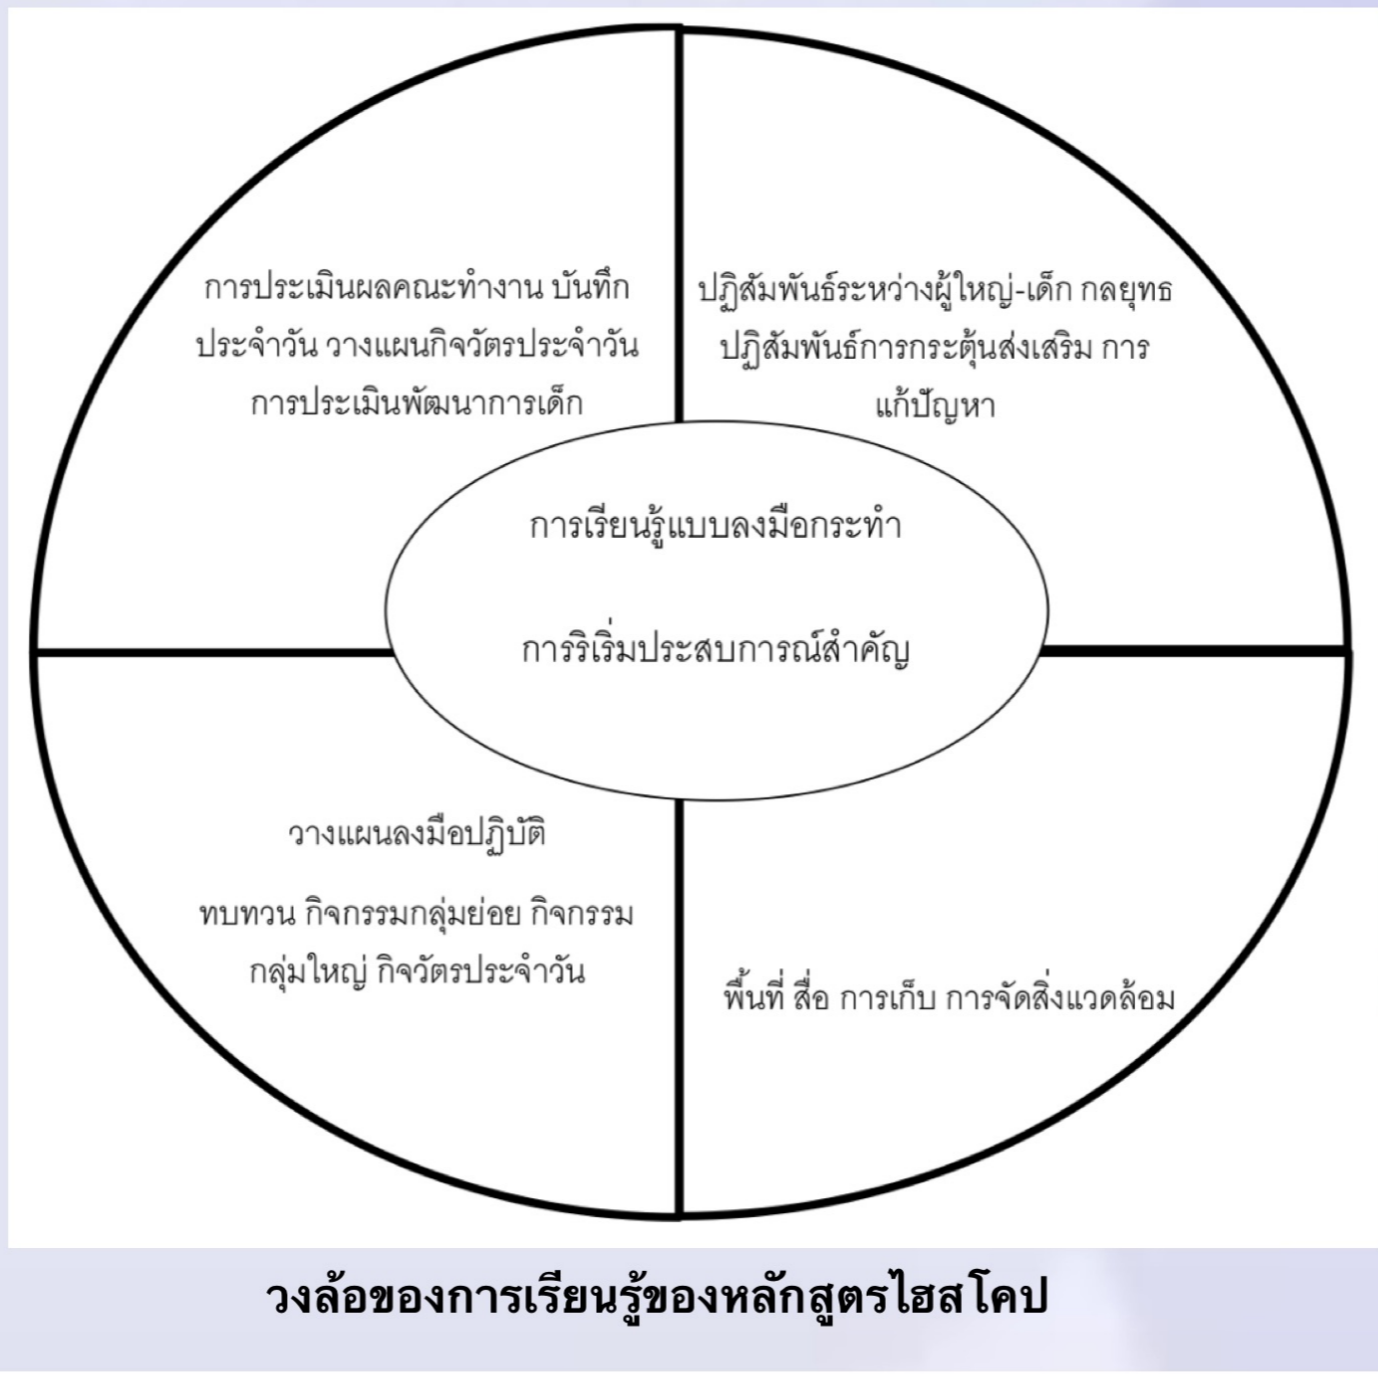 การประเมินผลคณะทำงาน บันทึก
ประจำวัน วางแผนกิจวัตรประจำวัน
การประเมินพัฒนาการเด็ก
ปฏิสัมพันธ์ระหว่างผู้ใหญ่-เด็ก กลยุทธ
ปฏิสัมพันธ์การกระตุ้นส่งเสริม การ
แก้ปัญหา
การเรียนรู้แบบลงมือกระทำ
การริเริ่มประสบการณ์สำคัญ
วางแผนลงมือปฏิบัติ
ทบทวน กิจกรรมกลุ่มย่อย กิจกรรม
กลุ่มใหญ่ กิจวัตรประจำวัน
พื้นที่ สื่อ การเก็บ การจัดสิ่งแวดล้อม
วงล้อของการเรียนรู้ของหลักสูตรไฮสโคป